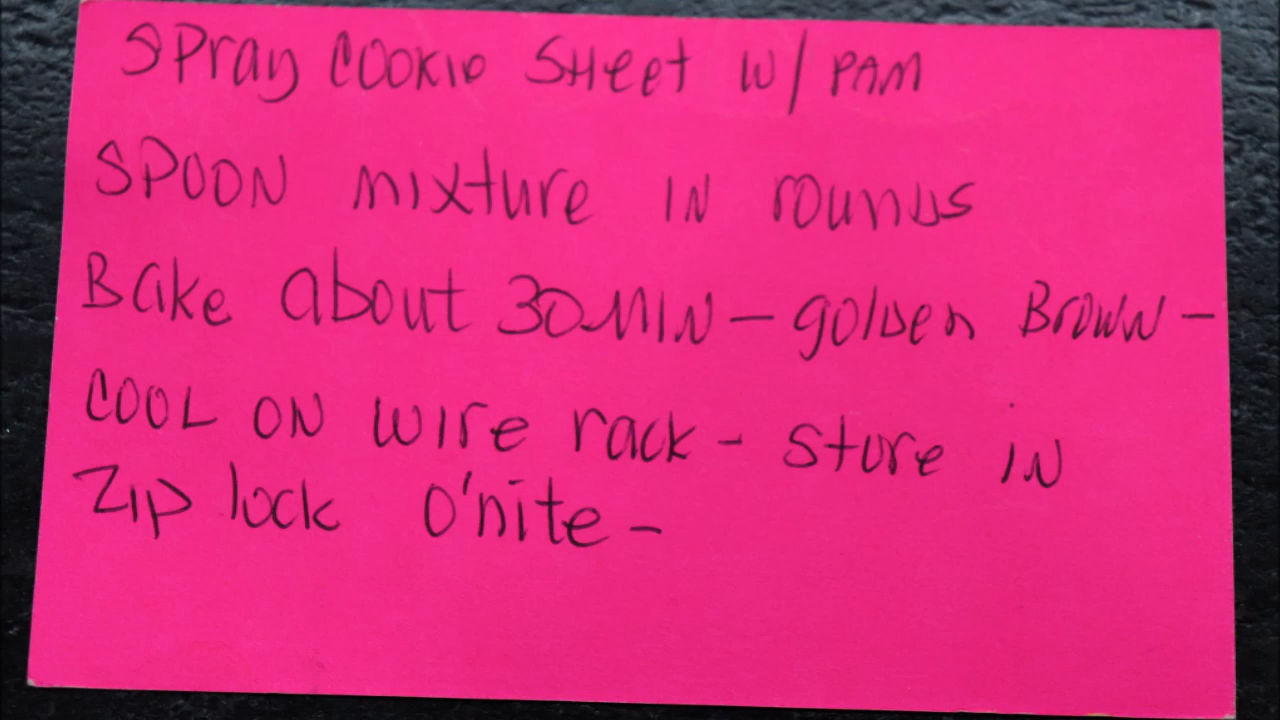 Spray cookie Sheet w/ PAM
SPOON mixture IN rounds
Bake about 30 MIN – golden Brown –
COOL ON wire rack - store in
Zip lock o'nite –